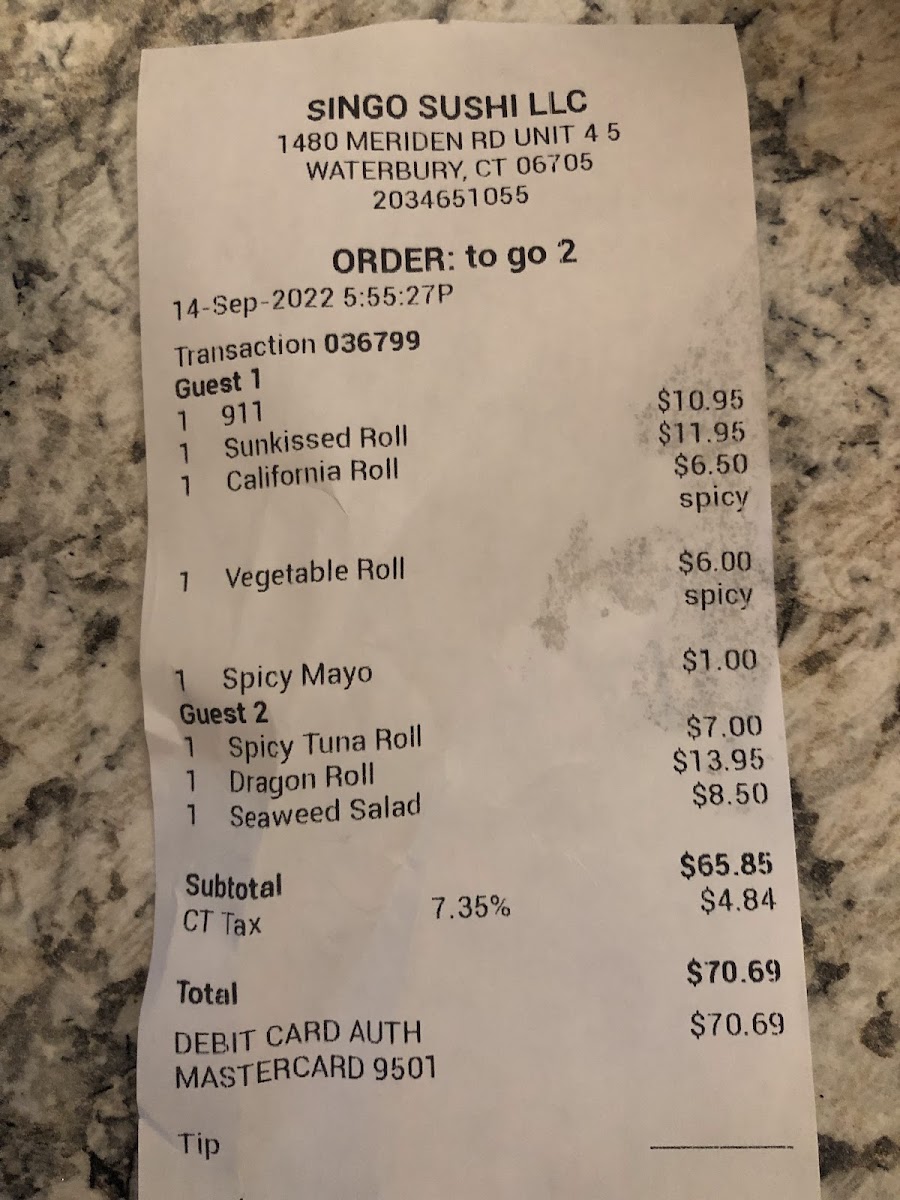 SINGO SUSHI LLC
1480 MERIDEN RD UNIT 4 5
WATERBURY, CT 06705
2034651055
ORDER: to go 2
14-Sep-2022 5:55:27P
Transaction 036799
Guest 1
1 911 $10.95
1 Sunkissed Roll $11.95
1 California Roll $6.50
spicy
1 Vegetable Roll $6.00
spicy
1 Spicy Mayo $1.00
Guest 2
1 Spicy Tuna Roll $7.00
1 Dragon Roll $13.95
1 Seaweed Salad $8.50
Subtotal $65.85
CT Tax 7.35% $4.84
Total $70.69
DEBIT CARD AUTH $70.69
MASTERCARD 9501
Tip